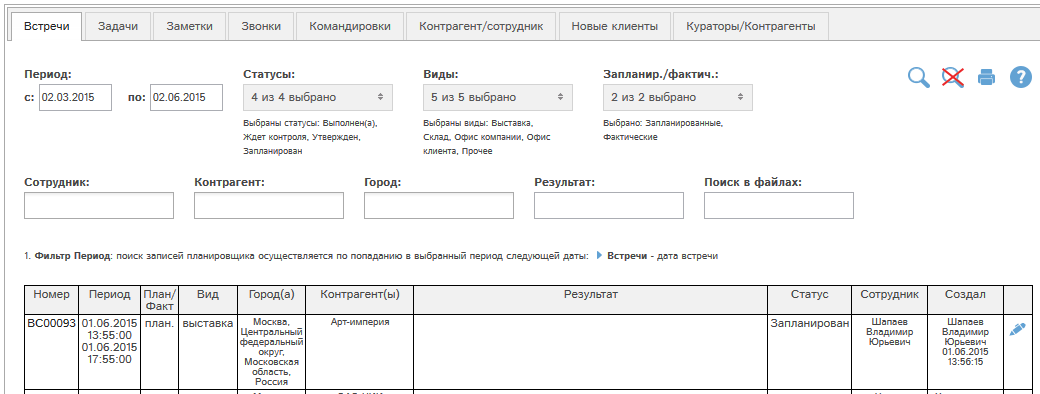 Встречи Задачи Заметки Звонки Командировки Контрагент/сотрудник Новые клиенты Кураторы/Контрагенты
Период: Статусы: Виды: Запланир./фактич.:
с: 02.03.2015 по: 02.06.2015 4 из 4 выбрано 5 из 5 выбрано 2 из 2 выбрано ?
Выбраны статусы: Выполнен(а), Выбраны виды: Выставка, Выбрано: Запланированные,
Ждет контроля, Утвержден, Склад, Офис компании, Офис Фактические
Запланирован клиента, Прочее
Сотрудник: Контрагент: Город: Результат: Поиск в файлах:
1. Фильтр Период: поиск записей планировщика осуществляется по попаданию в выбранный период следующей даты: Встречи - дата встречи
Номер Период План/ Вид Город(а) Контрагент(ы) Результат Статус Сотрудник Создал
Факт
ВС00093 01.06.2015 план. выставка Москва, Арт-империя Запланирован Шапаев Шапаев
13:55:00 Центральный Владимир Владимир
01.06.2015 федеральный Юрьевич Юрьевич
17:55:00 округ, 01.06.2015
Московская 13:56:15
область,
Россия